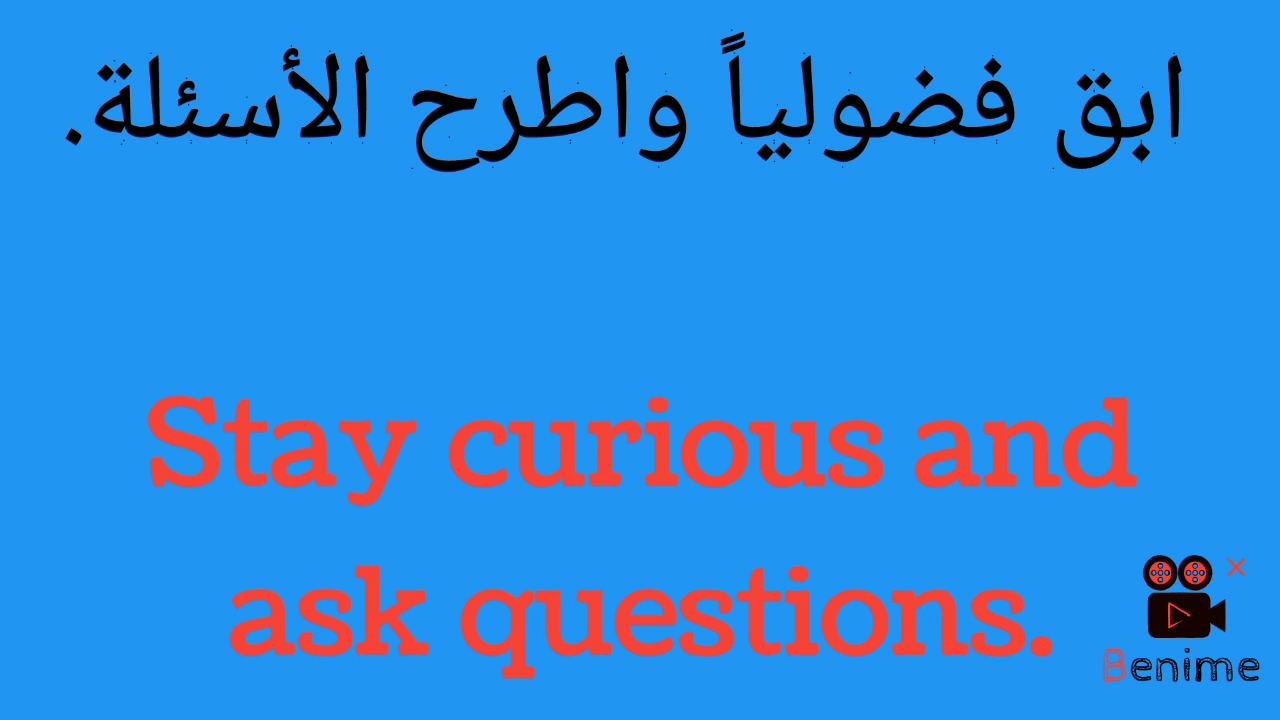 ابق فضولياً واطرح الأسئلة.
Stay curious and
ask questions.
Benime